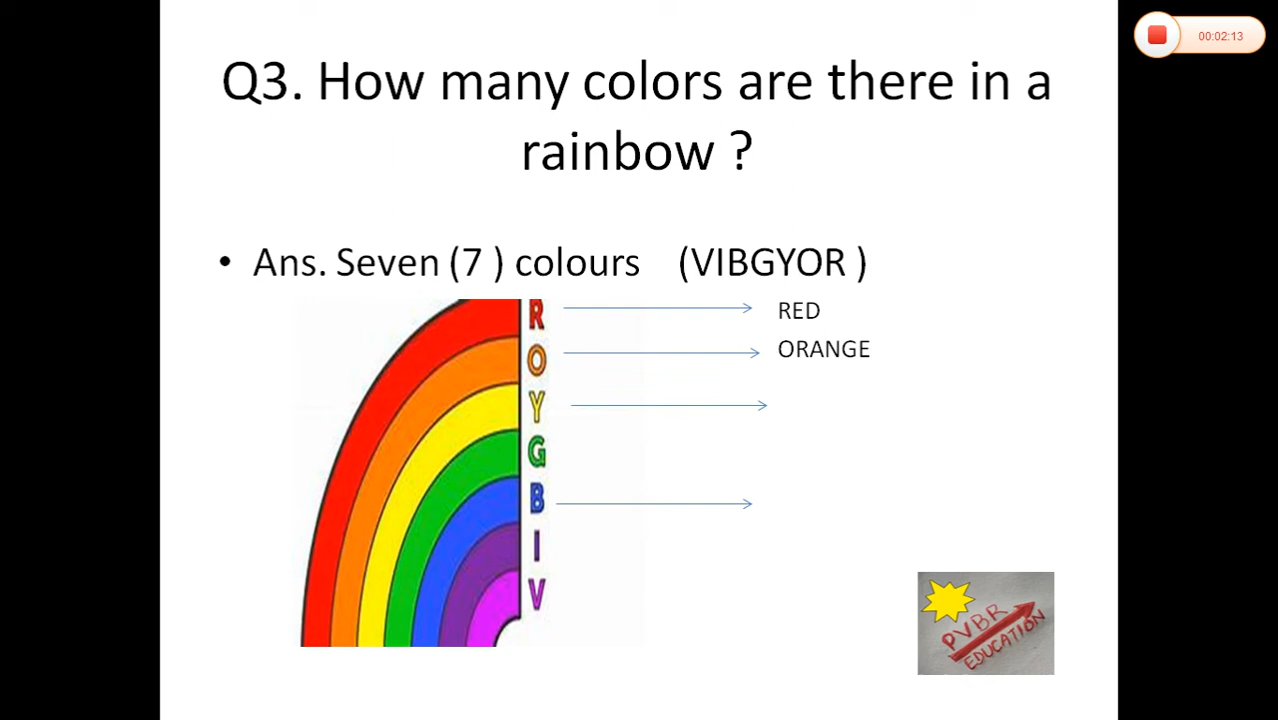 00:02:13
Q3. How many colors are there in a
rainbow ?
• Ans. Seven (7 ) colours (VIBGYOR )
R RED
O ORANGE
Y
G
B
I
V
PVBR
EDUCATION